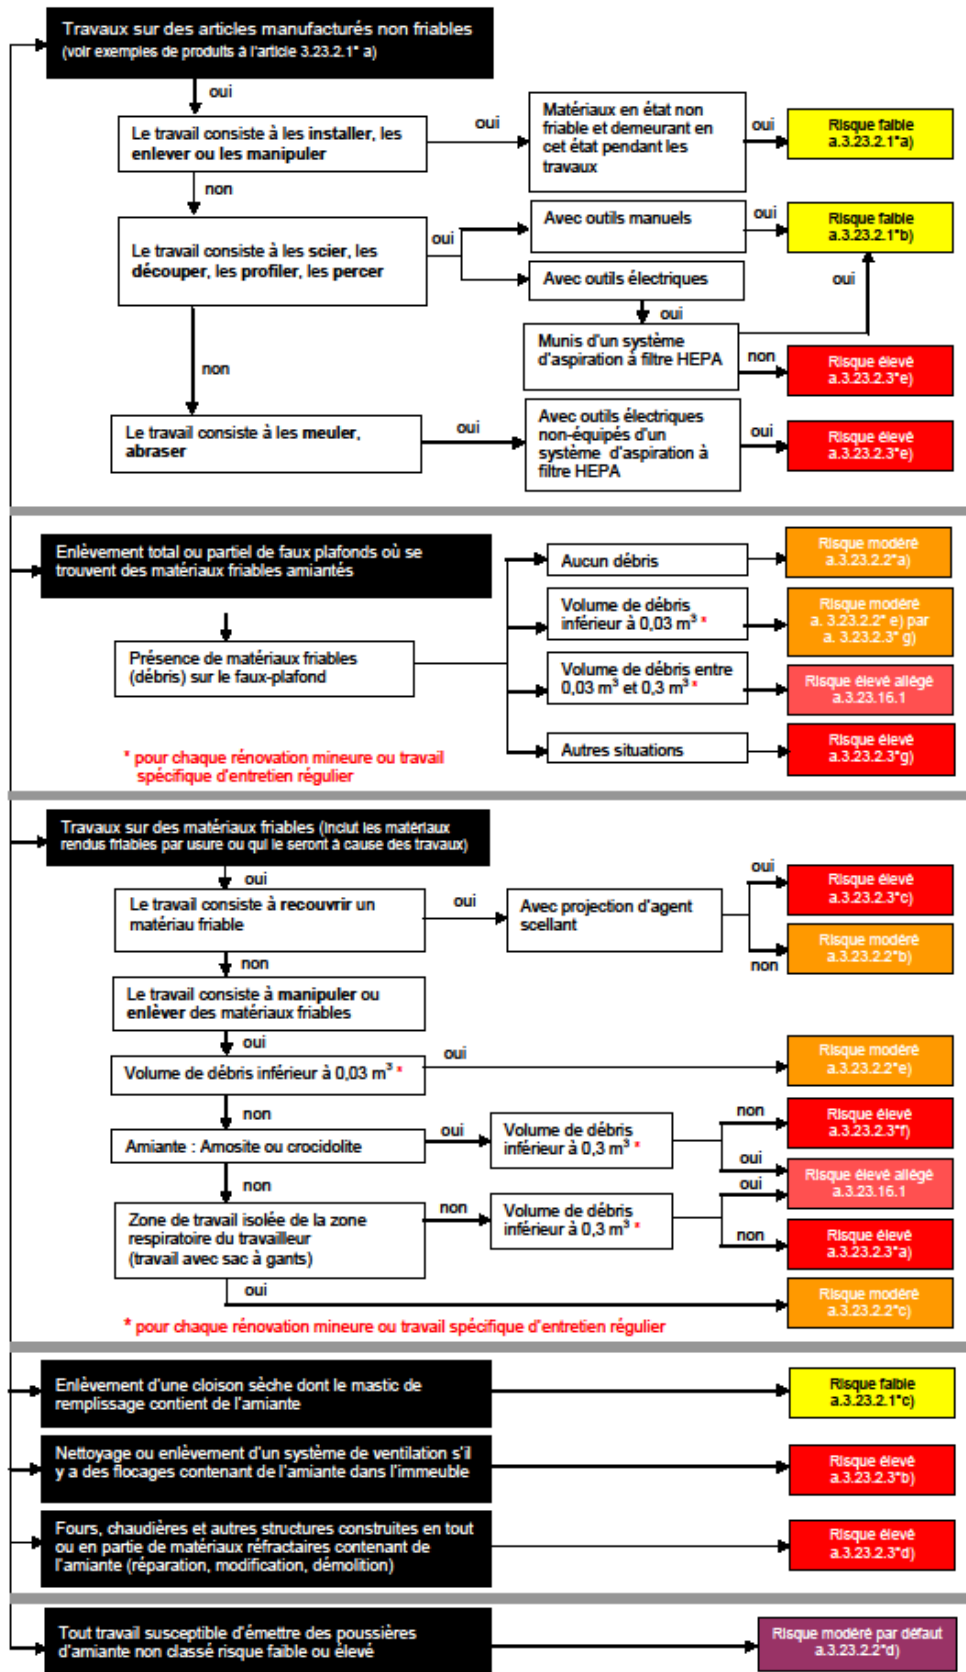 Travaux sur des articles manufacturés non friables
(voir exemples de produits à l'article 3.23.2.1° a)
oui
Le travail consiste à les installer, les
enlever ou les manipuler
oui
Matériaux en état non
friable et demeurant en
cet état pendant les
travaux
oui
Risque faible
a.3.23.2.1°a)
non
Le travail consiste à les scier, les
découper, les profiler, les percer
oui
Avec outils manuels
oui
Risque faible
a.3.23.2.1°b)
Avec outils électriques
oui
oui
Munis d'un système
d'aspiration à filtre HEPA
non
Risque élevé
a.3.23.2.3°e)
non
Le travail consiste à les meuler,
abraser
oui
Avec outils électriques
non-équipés d'un
système d'aspiration à
filtre HEPA
oui
Risque élevé
a.3.23.2.3°e)
Enlèvement total ou partiel de faux plafonds où se
trouvent des matériaux friables amiantés
Présence de matériaux friables
(débris) sur le faux-plafond
Aucun débris
Risque modéré
a.3.23.2.2°a)
Volume de débris
inférieur à 0,03 m³ *
Risque modéré
a. 3.23.2.2° e) par
a. 3.23.2.3° g)
Volume de débris entre
0,03 m³ et 0,3 m³ *
Risque élevé allégé
a.3.23.16.1
Autres situations
Risque élevé
a.3.23.2.3°g)
* pour chaque rénovation mineure ou travail
spécifique d'entretien régulier
Travaux sur des matériaux friables (inclut les matériaux
rendus friables par usure ou qui le seront à cause des travaux)
oui
Le travail consiste à recouvrir un
matériau friable
oui
Avec projection d'agent
scellant
oui
Risque élevé
a.3.23.2.3°c)
non
Risque modéré
a.3.23.2.2°b)
non
Le travail consiste à manipuler ou
enlèver des matériaux friables
oui
Volume de débris inférieur à 0,03 m³ *
oui
Risque modéré
a.3.23.2.2°e)
non
Amiante : Amosite ou crocidolite
oui
Volume de débris
inférieur à 0,3 m³ *
non
Risque élevé
a.3.23.2.3°f)
oui
Risque élevé allégé
a.3.23.16.1
non
Zone de travail isolée de la zone
respiratoire du travailleur
(travail avec sac à gants)
non
Volume de débris
inférieur à 0,3 m³ *
oui
non
Risque élevé
a.3.23.2.3°a)
oui
Risque modéré
a.3.23.2.2°c)
* pour chaque rénovation mineure ou travail spécifique d'entretien régulier
Enlèvement d'une cloison sèche dont le mastic de
remplissage contient de l'amiante
Risque faible
a.3.23.2.1°c)
Nettoyage ou enlèvement d'un système de ventilation s'il
y a des flocages contenant de l'amiante dans l'immeuble
Risque élevé
a.3.23.2.3°b)
Fours, chaudières et autres structures construites en tout
ou en partie de matériaux réfractaires contenant de
l'amiante (réparation, modification, démolition)
Risque élevé
a.3.23.2.3°d)
Tout travail susceptible d'émettre des poussières
d'amiante non classé risque faible ou élevé
Risque modéré par défaut
a.3.23.2.2°d)